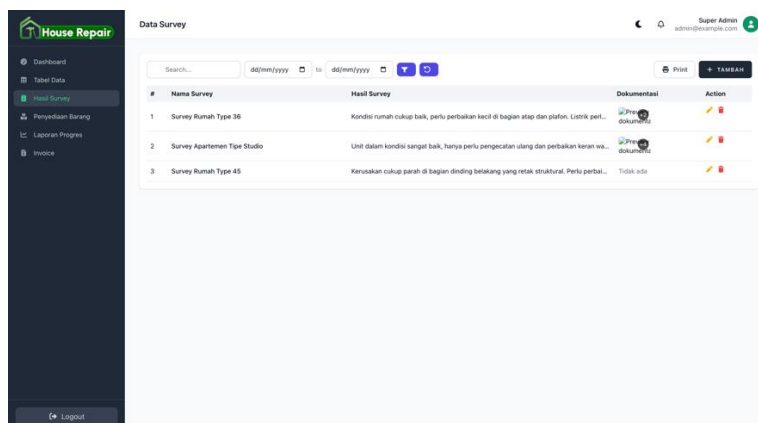 House Repair
Data Survey
Super Admin
admin@example.com
Dashboard
Tabel Data
Hasil Survey
Penyediaan Barang
Laporan Progres
Invoice
Logout
Search... dd/mm/yyyy to dd/mm/yyyy Print + TAMBAH
# Nama Survey Hasil Survey Dokumentasi Action
1 Survey Rumah Type 36 Kondisi rumah cukup baik, perlu perbaikan kecil di bagian atap dan plafon. Listrik perl...
2 Survey Apartemen Tipe Studio Unit dalam kondisi sangat baik, hanya perlu pengecatan ulang dan perbaikan keran wa...
3 Survey Rumah Type 45 Kerusakan cukup parah di bagian dinding belakang yang retak struktural. Perlu perbai... Tidak ada